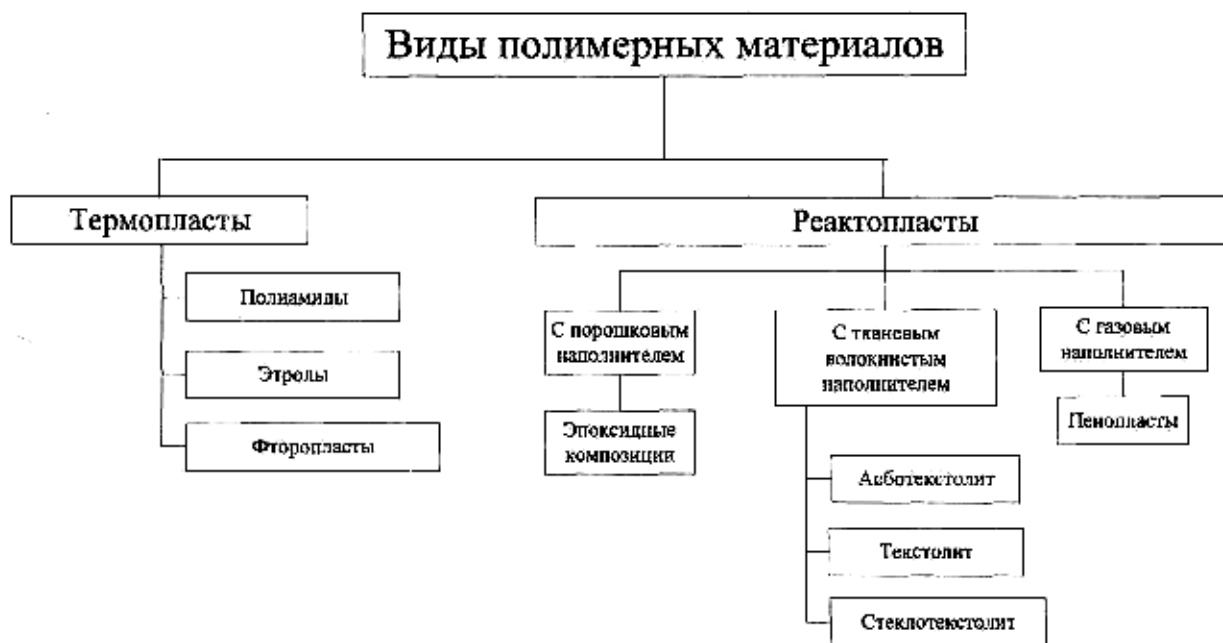 Виды полимерных материалов
Термопласты
Реактопласты
Полиамиды
Этролы
Фторопласты
С порошковым
наполнителем
Эпоксидные
композиции
С тканевым
волокнистым
наполнителем
Асботекстолит
Текстолит
Стеклотекстолит
С газовым
наполнителем
Пенопласты